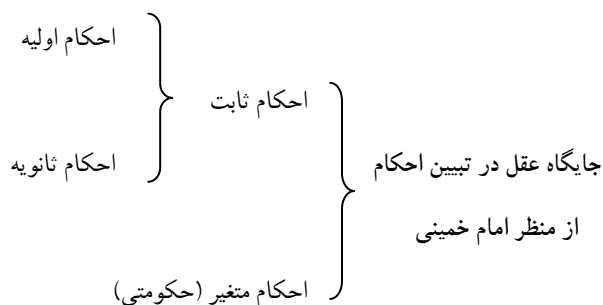 جایگاه عقل در تبیین احکام
از منظر امام خمینی
احکام ثابت
احکام اولیه
احکام ثانویه
احکام متغیر (حکومتی)